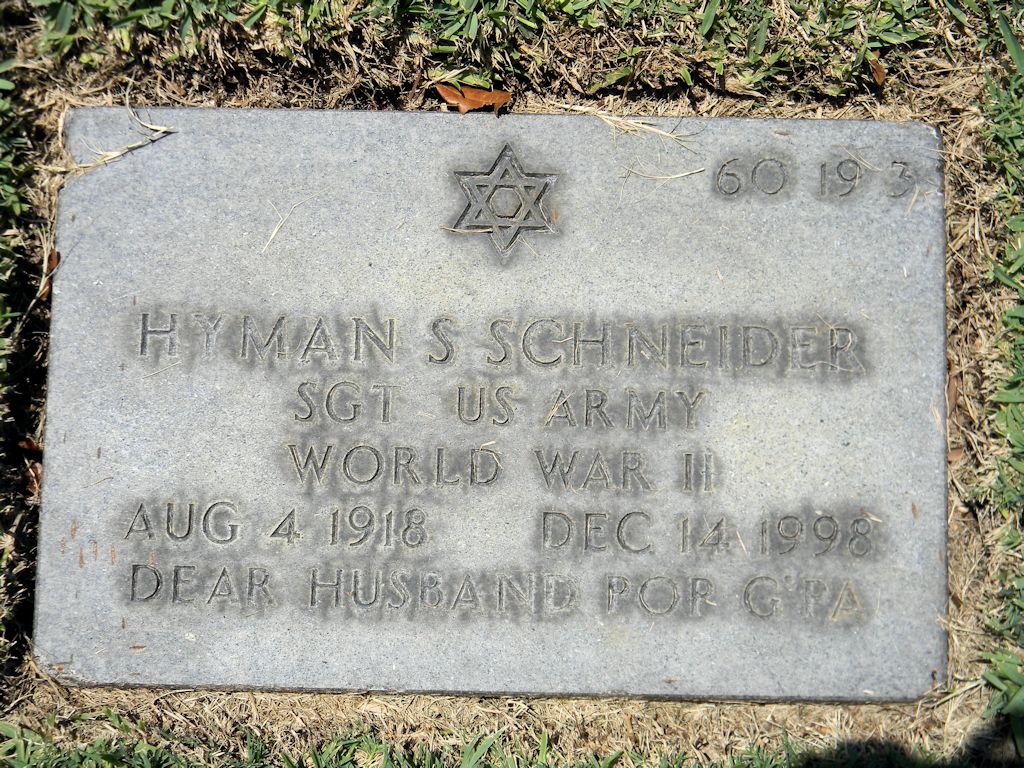 60 19 3
HYMAN S SCHNEIDER
SGT US ARMY
WORLD WAR II
AUG 4 1918 DEC 14 1998
DEAR HUSBAND POP G'PA